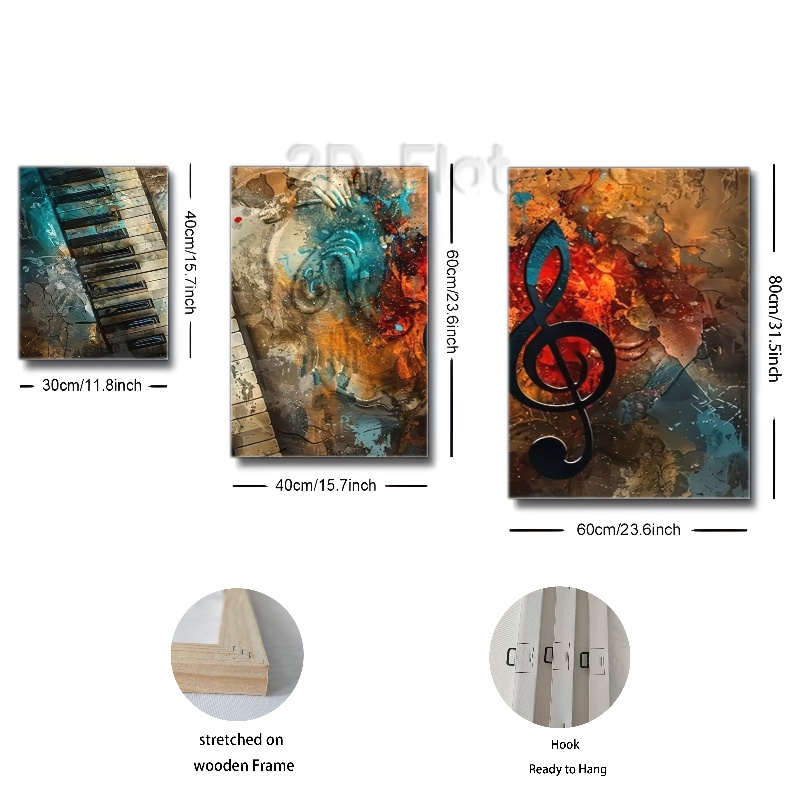 2D Flat
40cm/15.7inch
60cm/23.6inch
80cm/31.5inch
30cm/11.8inch
40cm/15.7inch
60cm/23.6inch
stretched on
wooden Frame
Hook
Ready to Hang